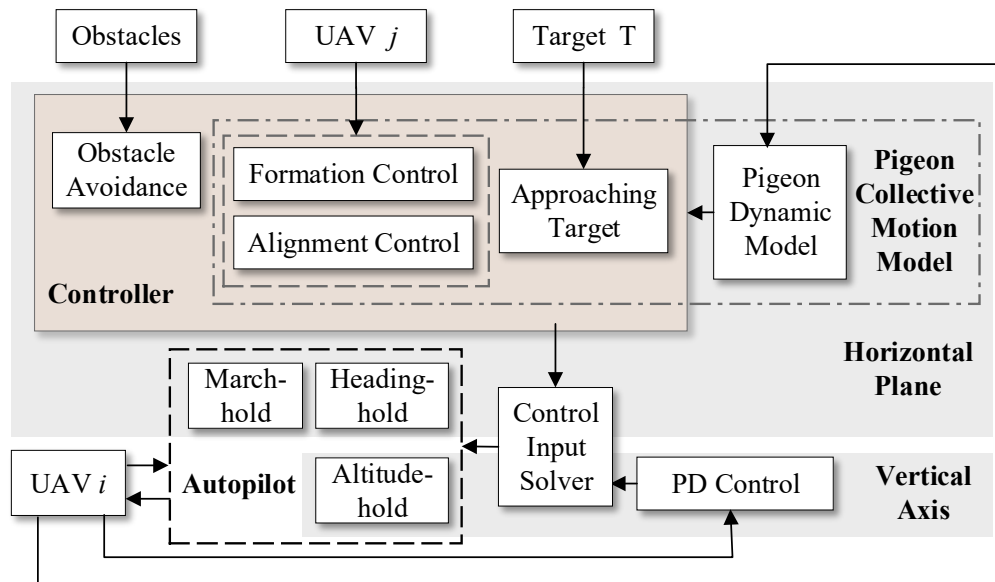 Obstacles
UAV j
Target T
Obstacle
Avoidance
Formation Control
Alignment Control
Approaching
Target
Pigeon
Dynamic
Model
Pigeon
Collective
Motion
Model
Controller
Horizontal
Plane
March-
hold
Heading-
hold
Control
Input
Solver
UAV i
Autopilot
Altitude-
hold
PD Control
Vertical
Axis